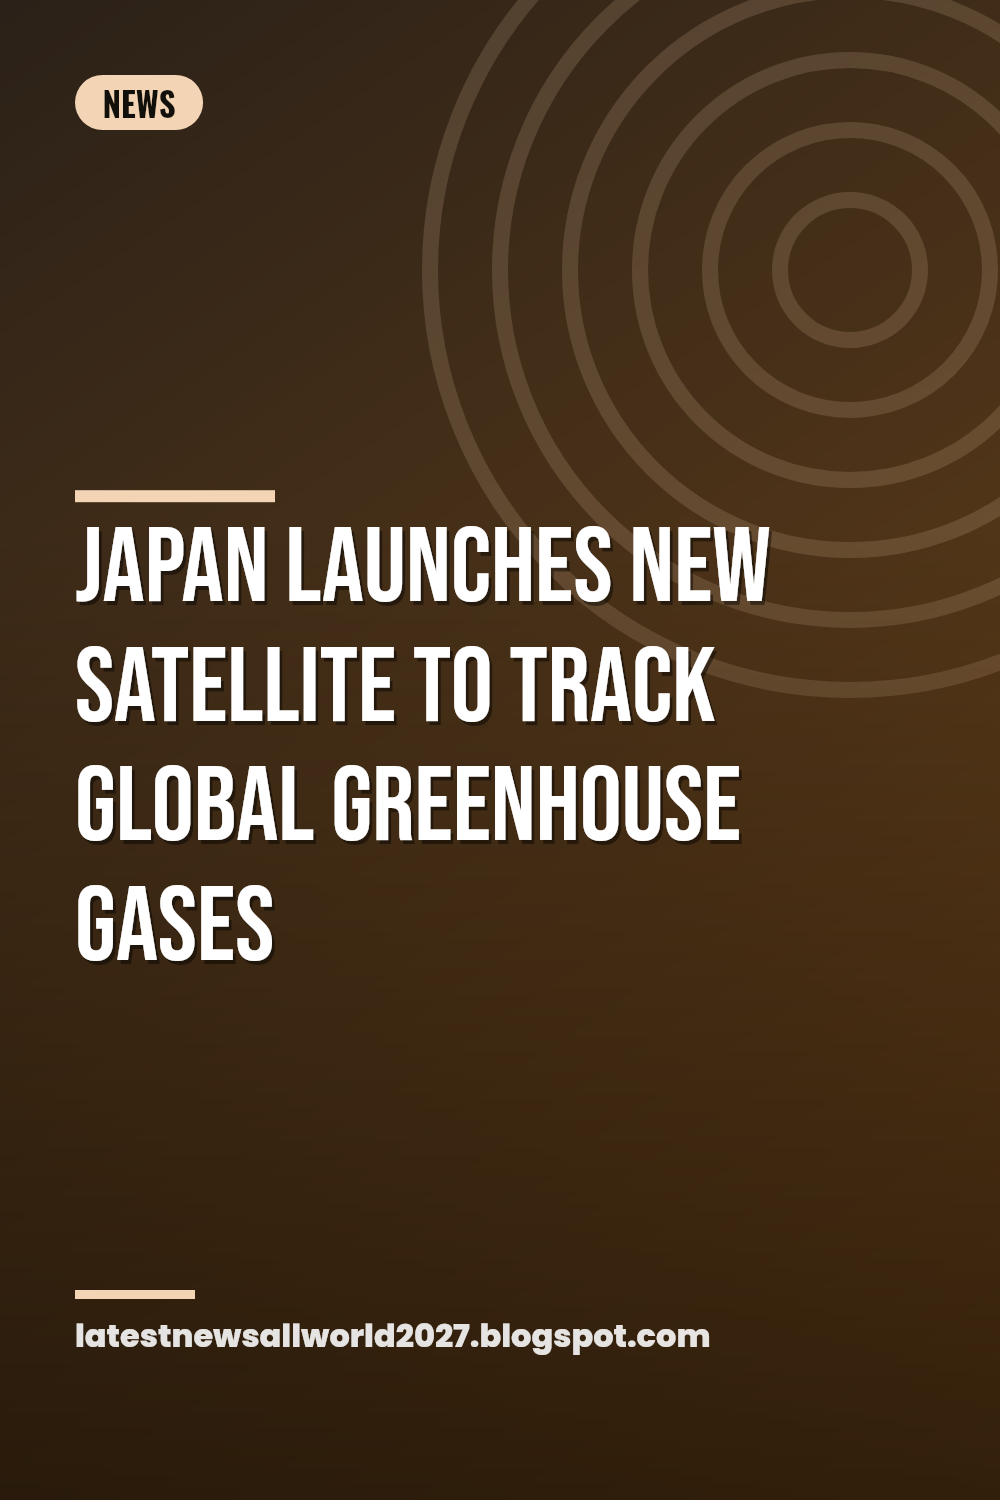 NEWS
JAPAN LAUNCHES NEW
SATELLITE TO TRACK
GLOBAL GREENHOUSE
GASES
latestnewsallworld2027.blogspot.com